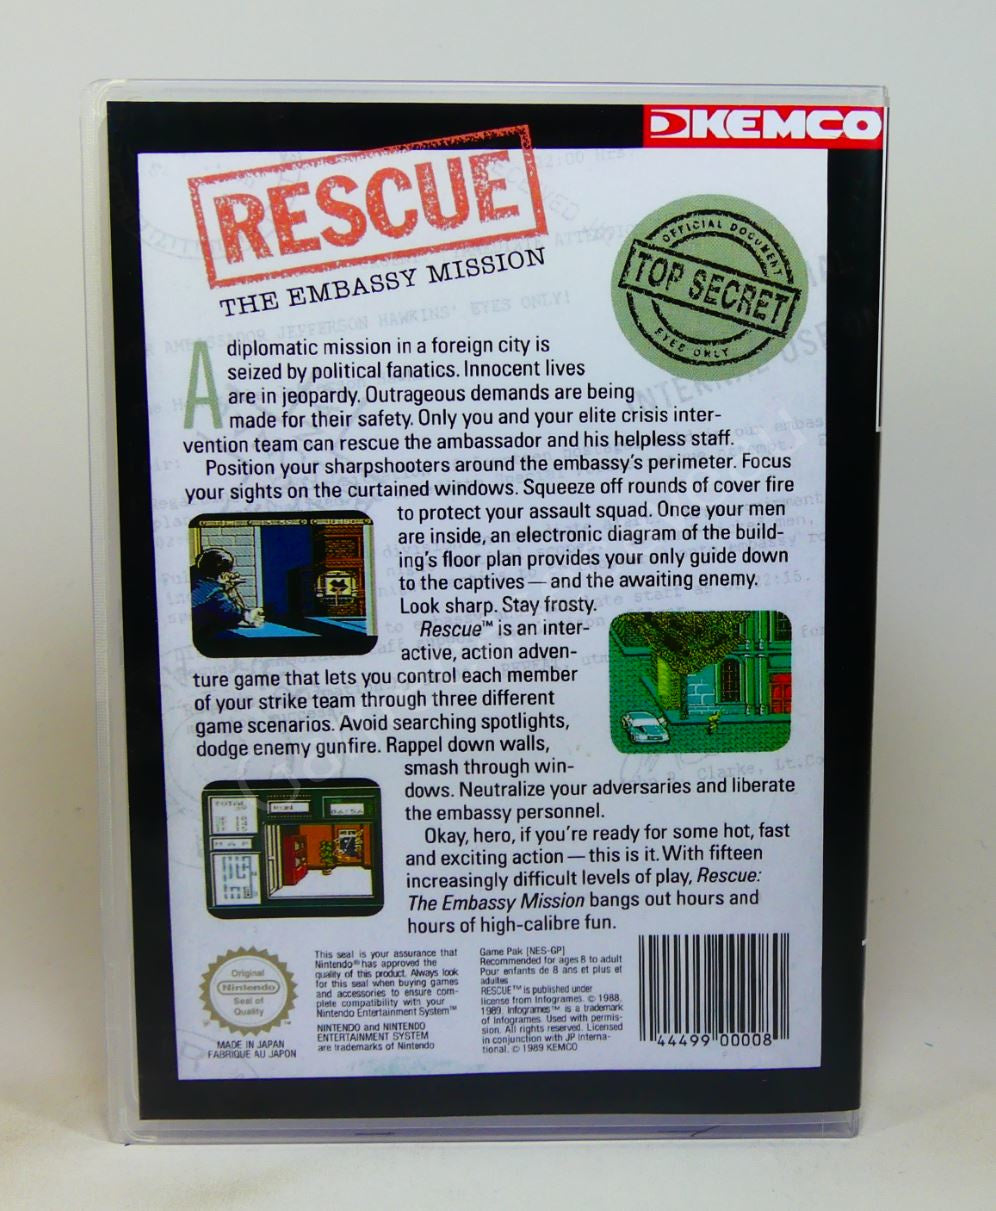 KEMCO
RESCUE
THE EMBASSY MISSION
OFFICIAL DOCUMENT
TOP SECRET
EYES ONLY
AMBASSADOR JEFFERSON HAWKINS' EYES ONLY!
A diplomatic mission in a foreign city is
seized by political fanatics. Innocent lives
are in jeopardy. Outrageous demands are being
made for their safety. Only you and your elite crisis inter-
vention team can rescue the ambassador and his helpless staff.
Position your sharpshooters around the embassy's perimeter. Focus
your sights on the curtained windows. Squeeze off rounds of cover fire
to protect your assault squad. Once your men
are inside, an electronic diagram of the build-
ing's floor plan provides your only guide down
to the captives — and the awaiting enemy.
Look sharp. Stay frosty.
Rescue™ is an inter-
active, action adven-
ture game that lets you control each member
of your strike team through three different
game scenarios. Avoid searching spotlights,
dodge enemy gunfire. Rappel down walls,
smash through win-
dows. Neutralize your adversaries and liberate
the embassy personnel.
Okay, hero, if you're ready for some hot, fast
and exciting action — this is it. With fifteen
increasingly difficult levels of play, Rescue:
The Embassy Mission bangs out hours and
hours of high-calibre fun.
Original
Nintendo
Seal of
Quality
™
MADE IN JAPAN
FABRIQUE AU JAPON
This seal is your assurance that
Nintendo® has approved the
quality of this product. Always look
for this seal when buying games
and accessories to ensure com-
plete compatibility with your
Nintendo Entertainment System™
NINTENDO and NINTENDO
ENTERTAINMENT SYSTEM
are trademarks of Nintendo
Game Pak [NES-GP]
Recommended for ages 8 to adult
Pour enfants de 8 ans et plus et
adultes
RESCUE™ is published under
license from Infogrames. © 1988,
1989 Infogrames. Infogrames™ is a trademark
of Infogrames. Used with permis-
sion. All rights reserved. Licensed
in conjunction with JP Interna-
tional. © 1989 KEMCO
44499 00008